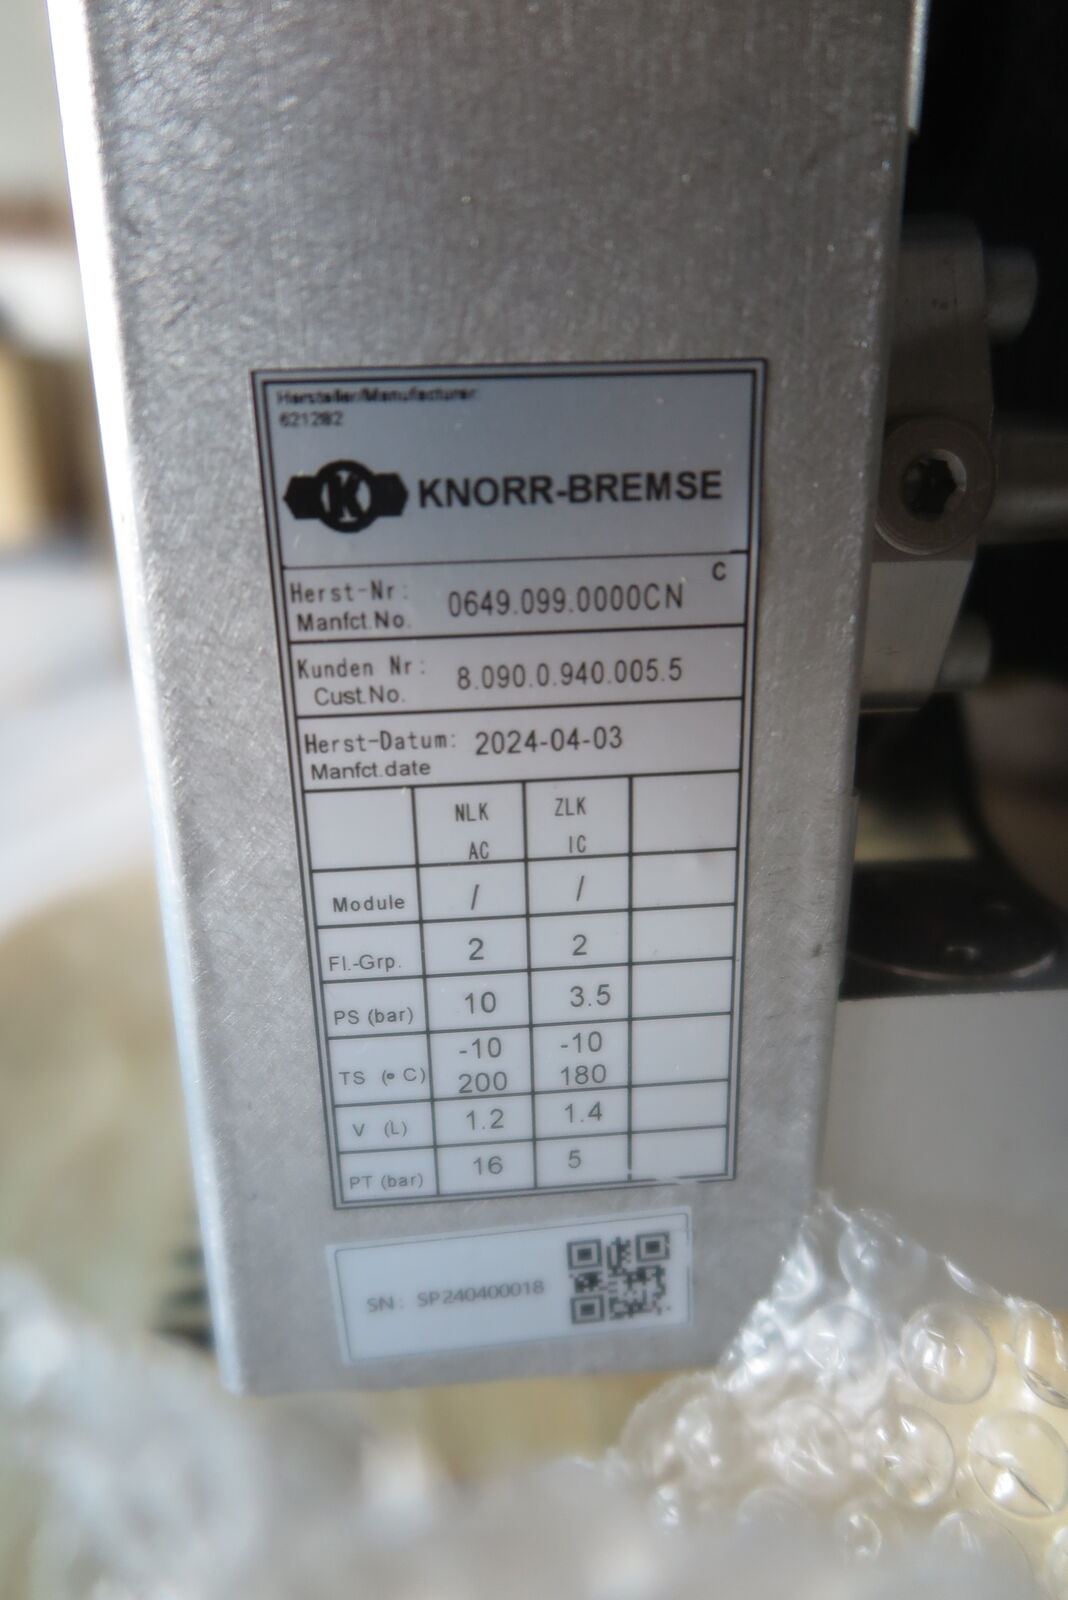 Hersteller/Manufacturer:
621282
K KNORR-BREMSE
C
Herst-Nr: 0649.099.0000CN
Manfct.No.
Kunden Nr: 8.090.0.940.005.5
Cust.No.
Herst-Datum: 2024-04-03
Manfct.date
NLK ZLK
AC IC
Module / /
Fl.-Grp. 2 2
PS (bar) 10 3.5
-10 -10
TS (° C) 200 180
V (L) 1.2 1.4
PT (bar) 16 5
SN: SP240400018